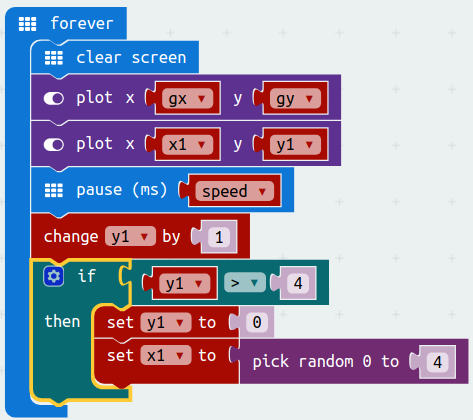 forever
clear screen
plot x gx y gy
plot x x1 y y1
pause (ms) speed
change y1 by 1
if y1 > 4
then set y1 to 0
set x1 to pick random 0 to 4